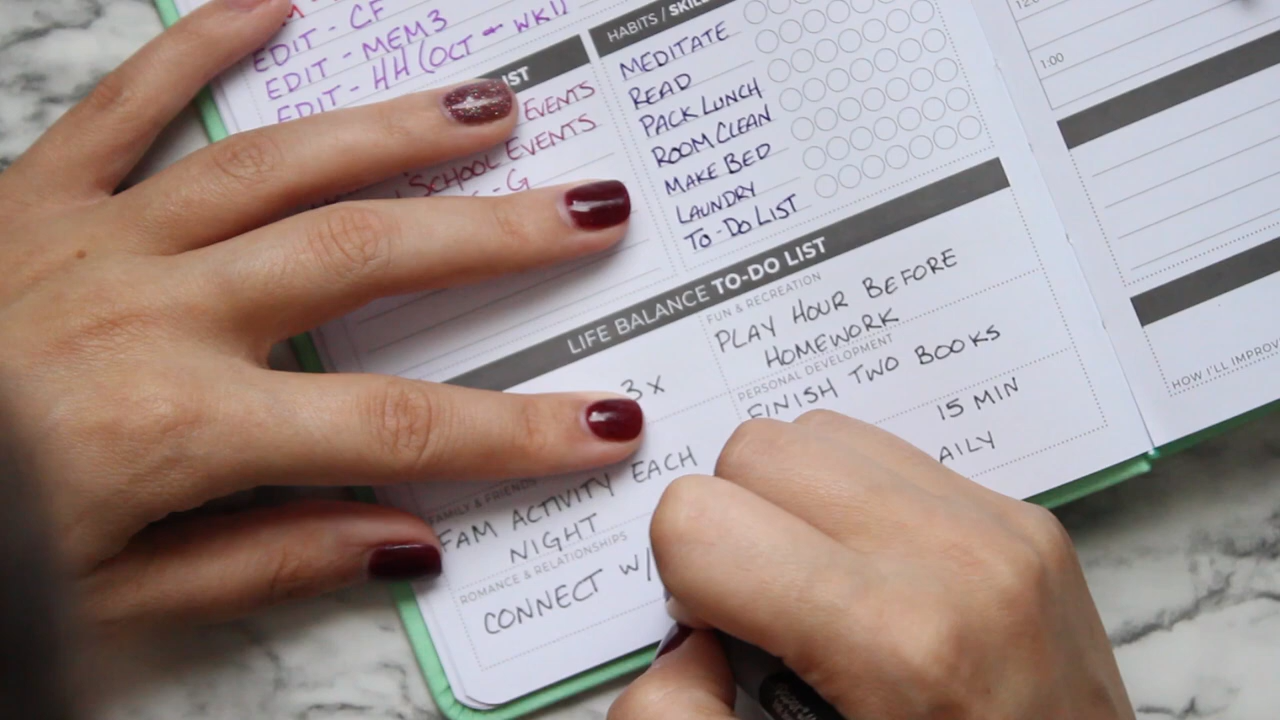 EDIT - CF
EDIT - MEM3
EDIT - HH (OCT - WK 1)
EVENTS
SCHOOL EVENTS
- G
HABITS /
MEDITATE
READ
PACK LUNCH
ROOM CLEAN
MAKE BED
LAUNDRY
TO-DO LIST
LIFE BALANCE TO-DO LIST
3x
FAMILY & FRIENDS
FAM ACTIVITY EACH
NIGHT
ROMANCE & RELATIONSHIPS
CONNECT W/
FUN & RECREATION
PLAY HOUR BEFORE
HOMEWORK
PERSONAL DEVELOPMENT
FINISH TWO BOOKS
15 MIN
AILY
1:00
HOW I'LL IMPROV